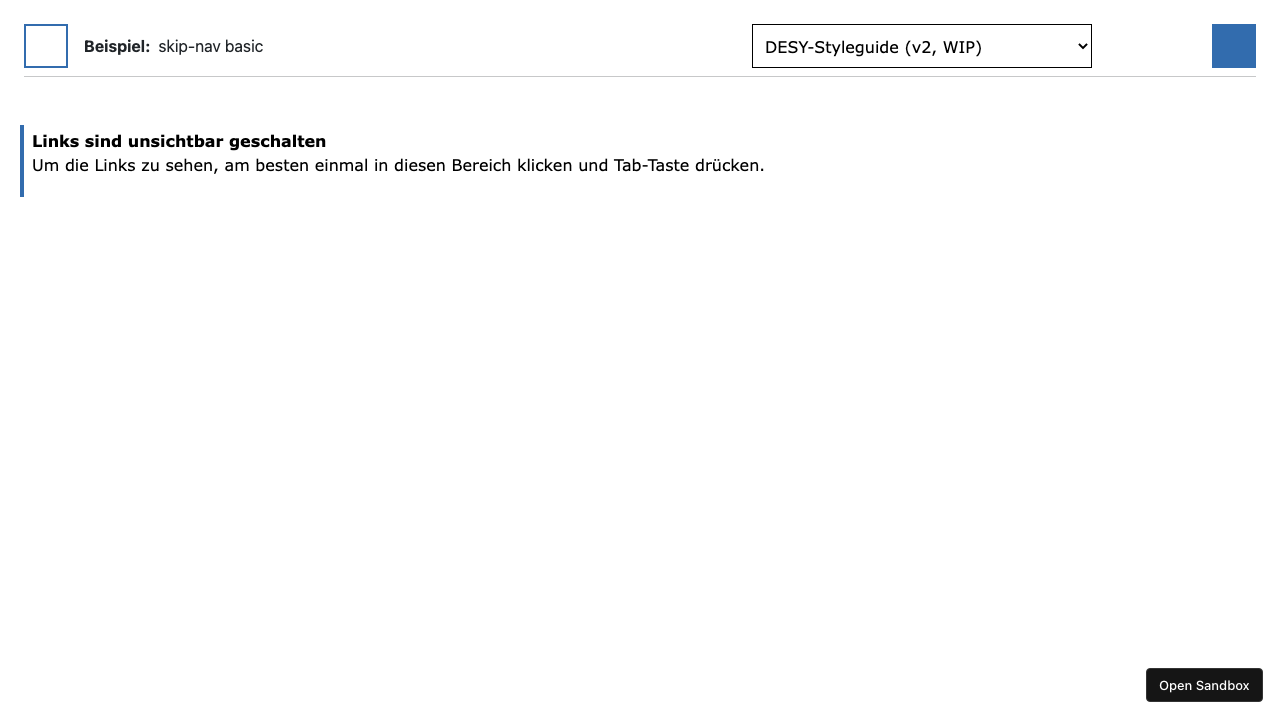 Beispiel: skip-nav basic
DESY-Styleguide (v2, WIP)
Links sind unsichtbar geschalten
Um die Links zu sehen, am besten einmal in diesen Bereich klicken und Tab-Taste drücken.
Open Sandbox